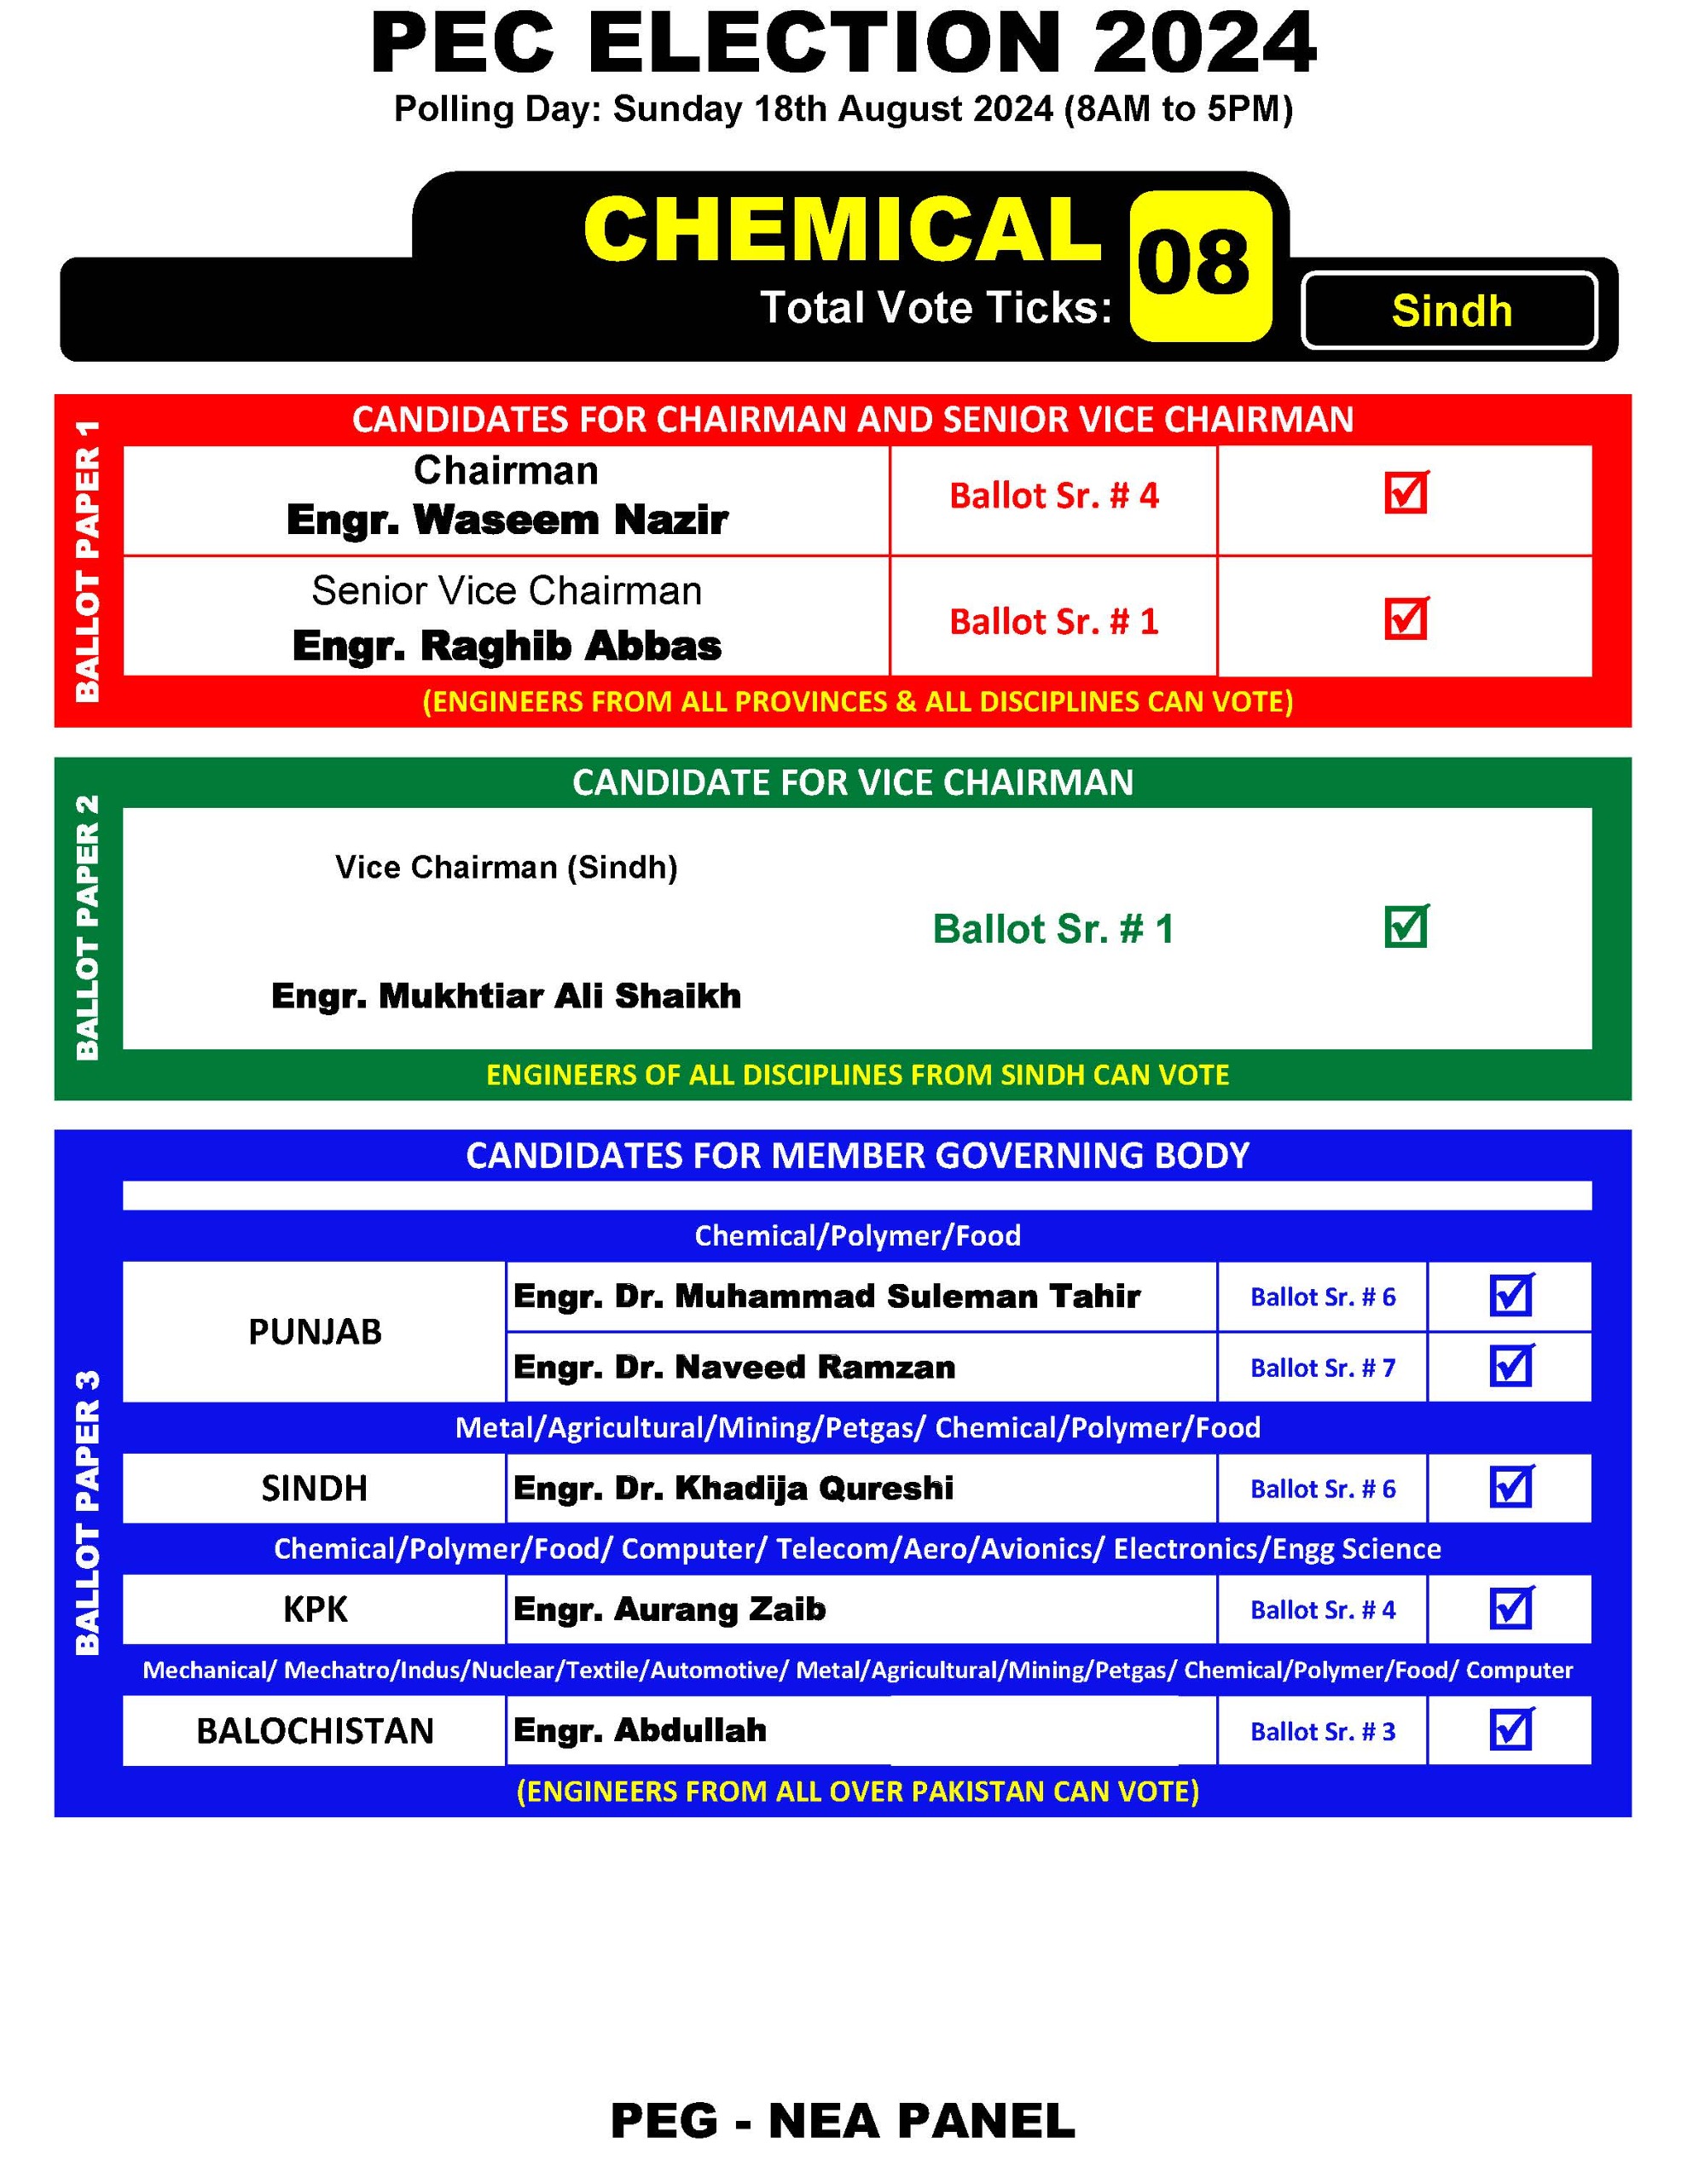 PEC ELECTION 2024
Polling Day: Sunday 18th August 2024 (8AM to 5PM)
CHEMICAL
Total Vote Ticks:
08
Sindh
BALLOT PAPER 1
CANDIDATES FOR CHAIRMAN AND SENIOR VICE CHAIRMAN
Chairman
Engr. Waseem Nazir
Ballot Sr. # 4
Senior Vice Chairman
Engr. Raghib Abbas
Ballot Sr. # 1
(ENGINEERS FROM ALL PROVINCES & ALL DISCIPLINES CAN VOTE)
BALLOT PAPER 2
CANDIDATE FOR VICE CHAIRMAN
Vice Chairman (Sindh)
Ballot Sr. # 1
Engr. Mukhtiar Ali Shaikh
ENGINEERS OF ALL DISCIPLINES FROM SINDH CAN VOTE
BALLOT PAPER 3
CANDIDATES FOR MEMBER GOVERNING BODY
Chemical/Polymer/Food
PUNJAB
Engr. Dr. Muhammad Suleman Tahir
Ballot Sr. # 6
Engr. Dr. Naveed Ramzan
Ballot Sr. # 7
Metal/Agricultural/Mining/Petgas/ Chemical/Polymer/Food
SINDH
Engr. Dr. Khadija Qureshi
Ballot Sr. # 6
Chemical/Polymer/Food/ Computer/ Telecom/Aero/Avionics/ Electronics/Engg Science
KPK
Engr. Aurang Zaib
Ballot Sr. # 4
Mechanical/ Mechatro/Indus/Nuclear/Textile/Automotive/ Metal/Agricultural/Mining/Petgas/ Chemical/Polymer/Food/ Computer
BALOCHISTAN
Engr. Abdullah
Ballot Sr. # 3
(ENGINEERS FROM ALL OVER PAKISTAN CAN VOTE)
PEG - NEA PANEL